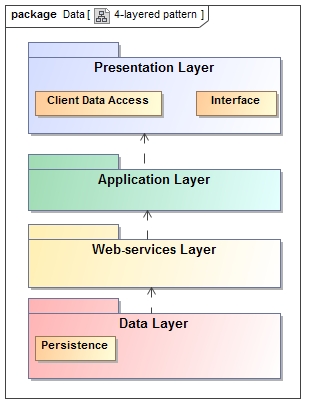 package Data [ 4-layered pattern ]
Presentation Layer
Client Data Access
Interface
Application Layer
Web-services Layer
Data Layer
Persistence